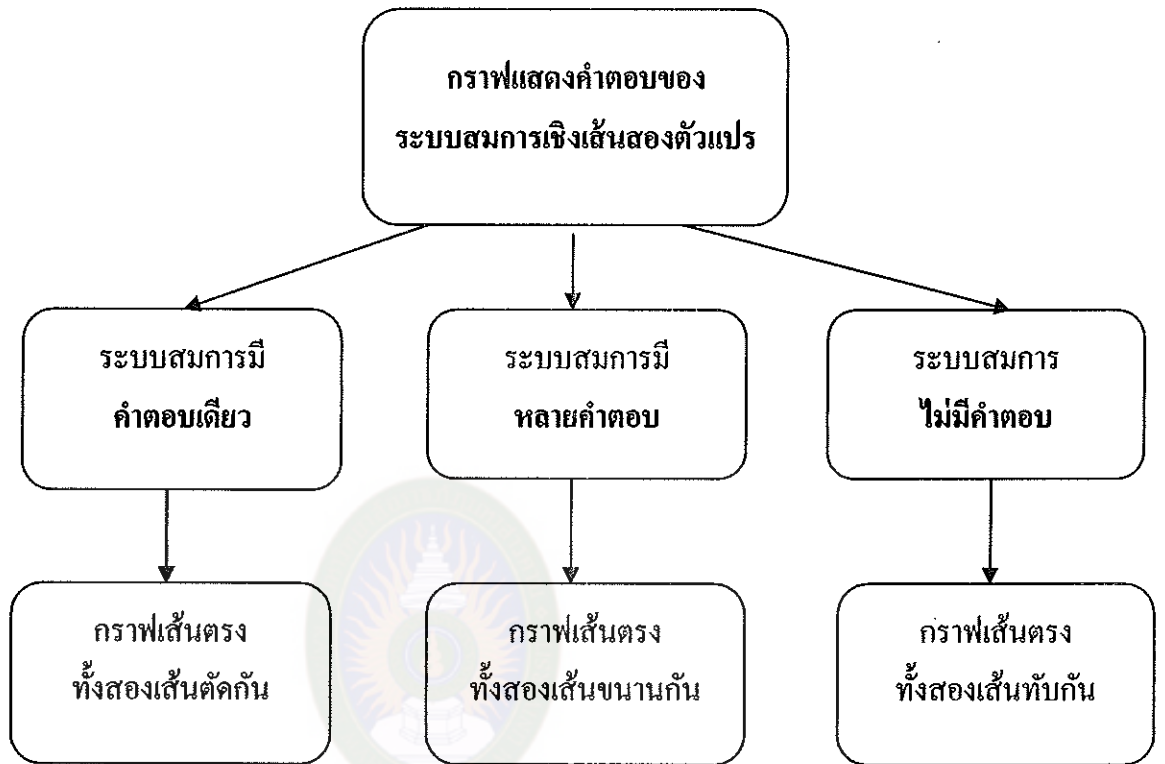 กราฟแสดงคำตอบของ
ระบบสมการเชิงเส้นสองตัวแปร
ระบบสมการมี
คำตอบเดียว
ระบบสมการมี
หลายคำตอบ
ระบบสมการ
ไม่มีคำตอบ
กราฟเส้นตรง
ทั้งสองเส้นตัดกัน
กราฟเส้นตรง
ทั้งสองเส้นขนานกัน
กราฟเส้นตรง
ทั้งสองเส้นทับกัน